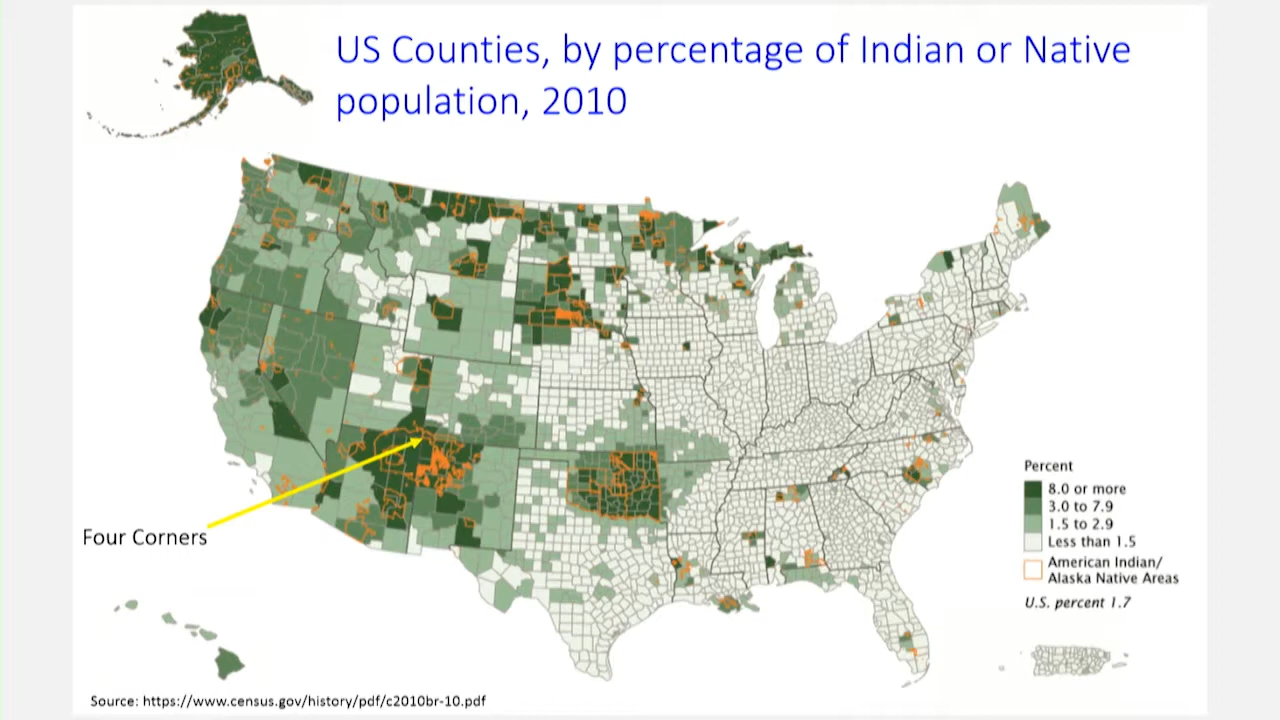 US Counties, by percentage of Indian or Native
population, 2010
Four Corners
Percent
8.0 or more
3.0 to 7.9
1.5 to 2.9
Less than 1.5
American Indian/
Alaska Native Areas
U.S. percent 1.7
Source: https://www.census.gov/history/pdf/c2010br-10.pdf